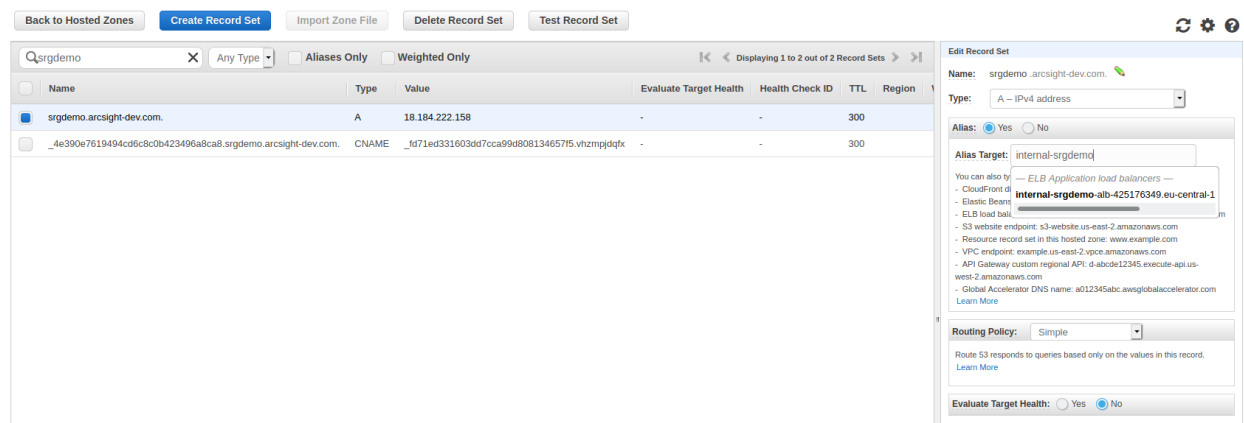 Back to Hosted Zones Create Record Set Import Zone File Delete Record Set Test Record Set
srgdemo Any Type Aliases Only Weighted Only Displaying 1 to 2 out of 2 Record Sets
Name Type Value Evaluate Target Health Health Check ID TTL Region
srgdemo.arcsight-dev.com. A 18.184.222.158 - - 300
_4e390e7619494cd6c8c0b423496a8ca8.srgdemo.arcsight-dev.com. CNAME _fd71ed331603dd7cca99d808134657f5.vhzmpjdqfx - - 300
Edit Record Set
Name: srgdemo .arcsight-dev.com.
Type: A – IPv4 address
Alias: Yes No
Alias Target: internal-srgdemo
You can also ty
— ELB Application load balancers —
- CloudFront di
internal-srgdemo-alb-425176349.eu-central-1
- Elastic Beans
- ELB load bala m
- S3 website endpoint: s3-website.us-east-2.amazonaws.com
- Resource record set in this hosted zone: www.example.com
- VPC endpoint: example.us-east-2.vpce.amazonaws.com
- API Gateway custom regional API: d-abcde12345.execute-api.us-
west-2.amazonaws.com
- Global Accelerator DNS name: a012345abc.awsglobalaccelerator.com
Learn More
Routing Policy: Simple
Route 53 responds to queries based only on the values in this record.
Learn More
Evaluate Target Health: Yes No